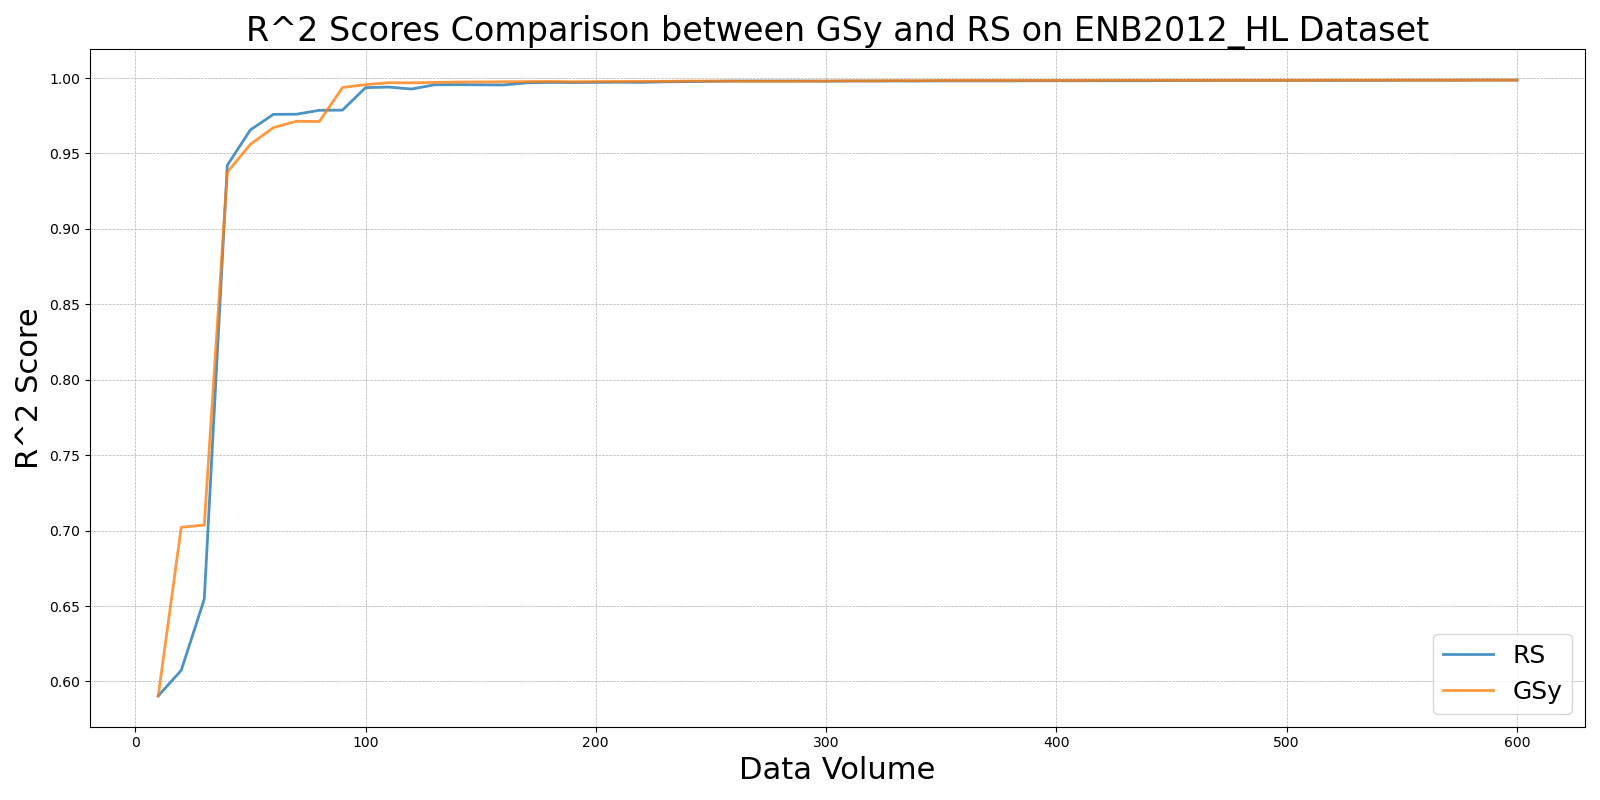 R^2 Scores Comparison between GSy and RS on ENB2012_HL Dataset
R^2 Score
1.00
0.95
0.90
0.85
0.80
0.75
0.70
0.65
0.60
RS
GSy
0 100 200 300 400 500 600
Data Volume